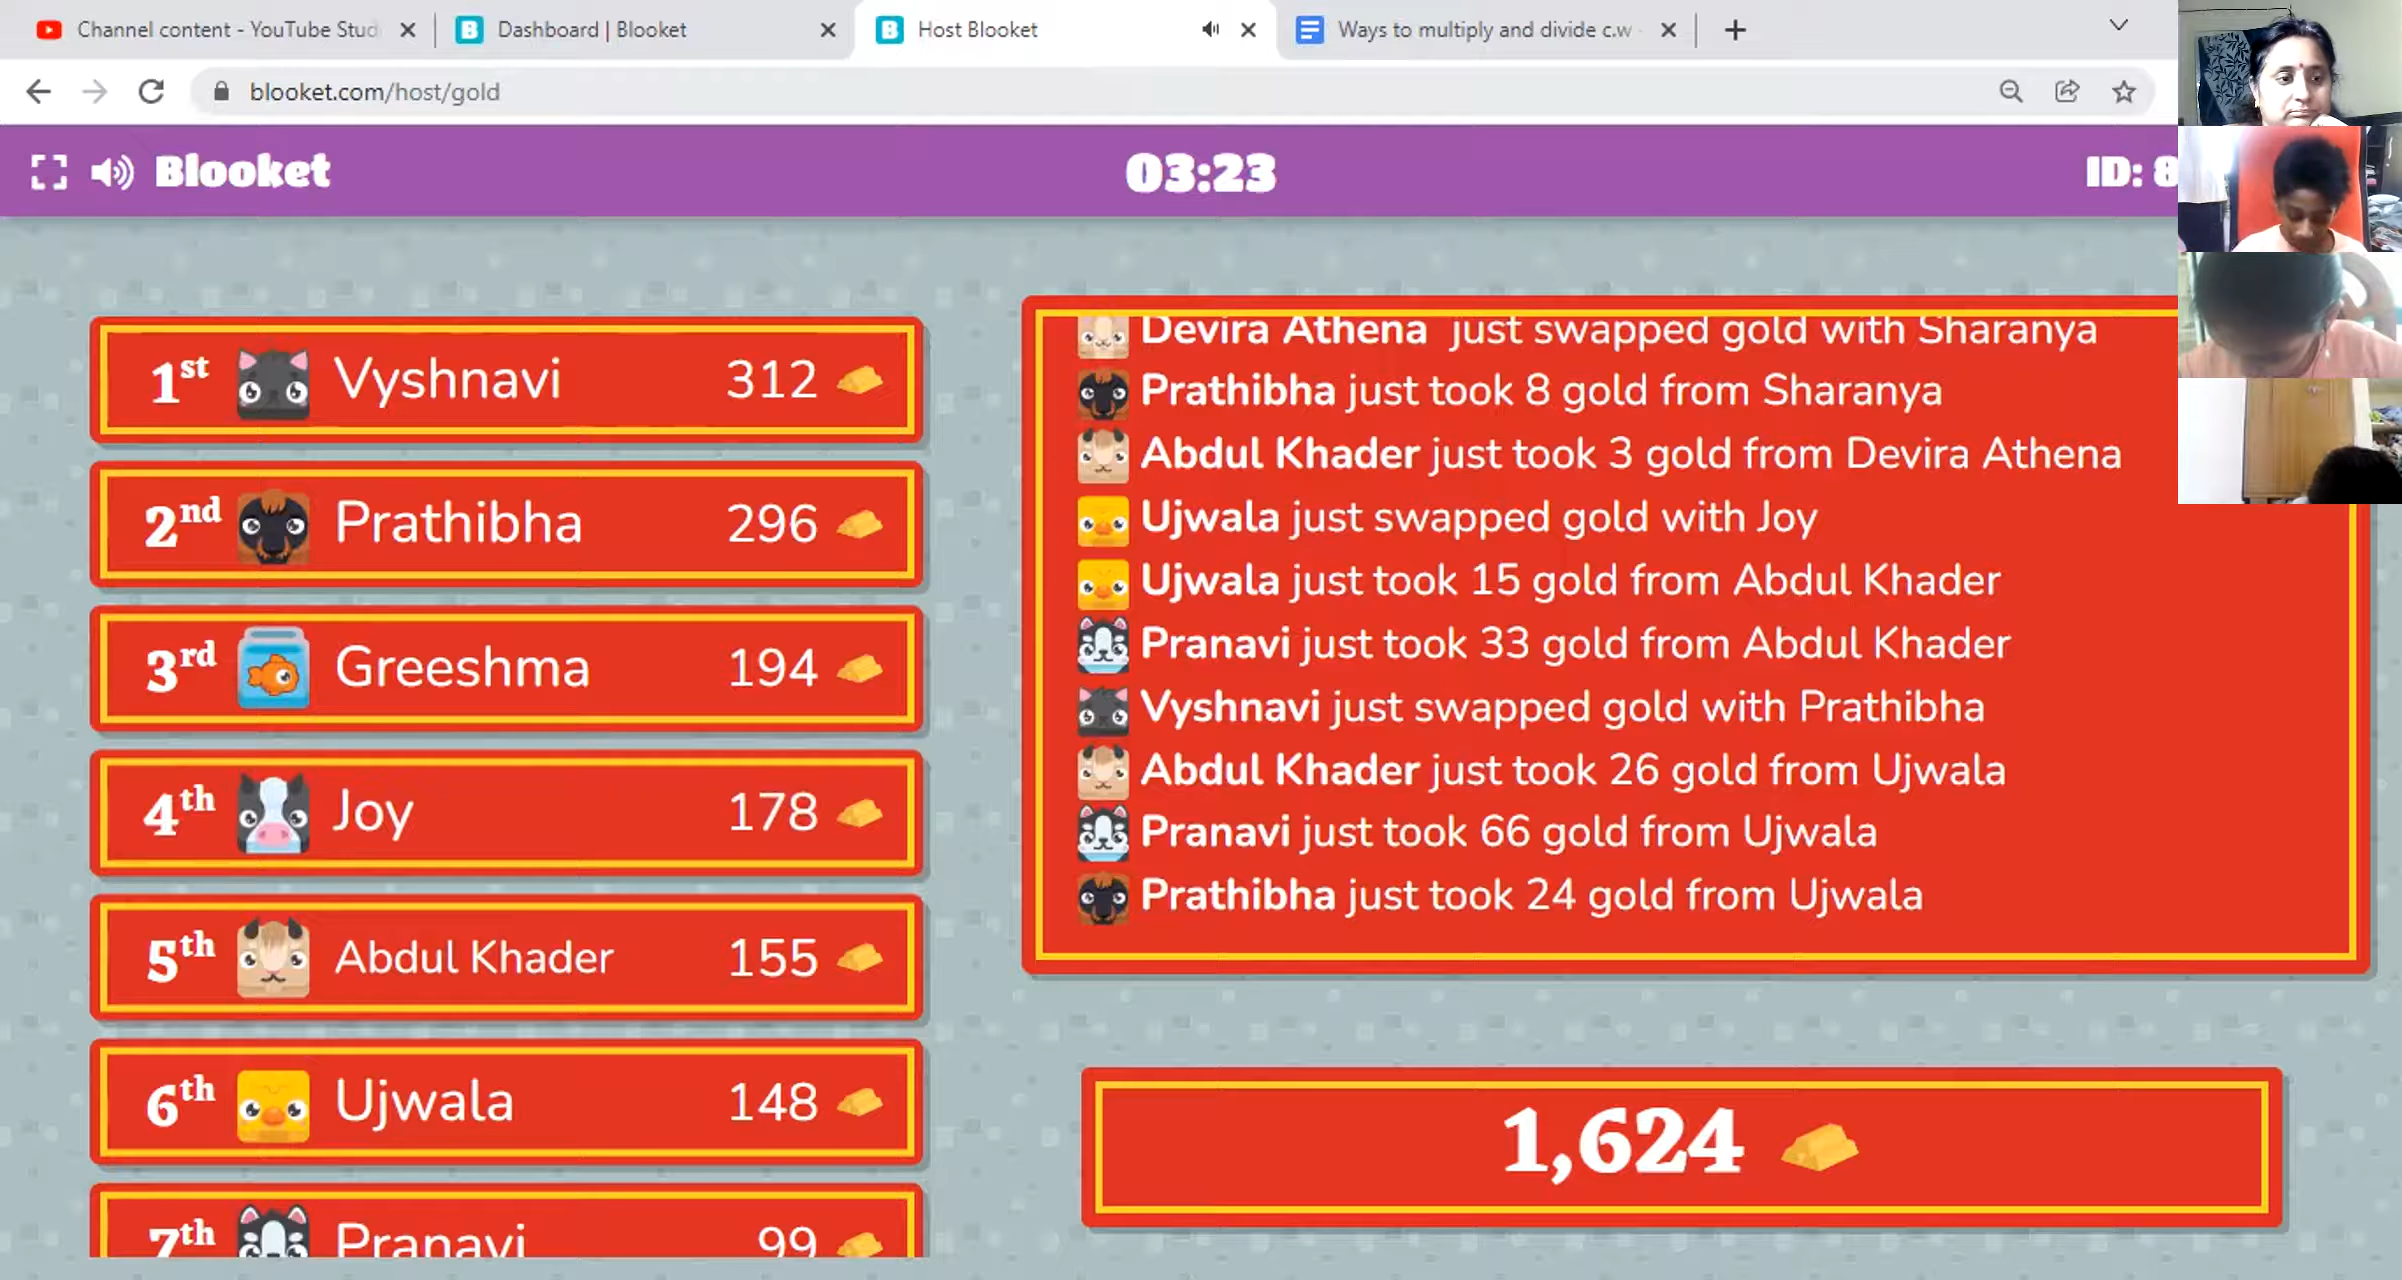 Channel content - YouTube Stud
Dashboard | Blooket
Host Blooket
Ways to multiply and divide c.w
blooket.com/host/gold
Blooket
03:23
ID: 8
1st Vyshnavi 312
2nd Prathibha 296
3rd Greeshma 194
4th Joy 178
5th Abdul Khader 155
6th Ujwala 148
7th Pranavi 99
Devira Athena just swapped gold with Sharanya
Prathibha just took 8 gold from Sharanya
Abdul Khader just took 3 gold from Devira Athena
Ujwala just swapped gold with Joy
Ujwala just took 15 gold from Abdul Khader
Pranavi just took 33 gold from Abdul Khader
Vyshnavi just swapped gold with Prathibha
Abdul Khader just took 26 gold from Ujwala
Pranavi just took 66 gold from Ujwala
Prathibha just took 24 gold from Ujwala
1,624